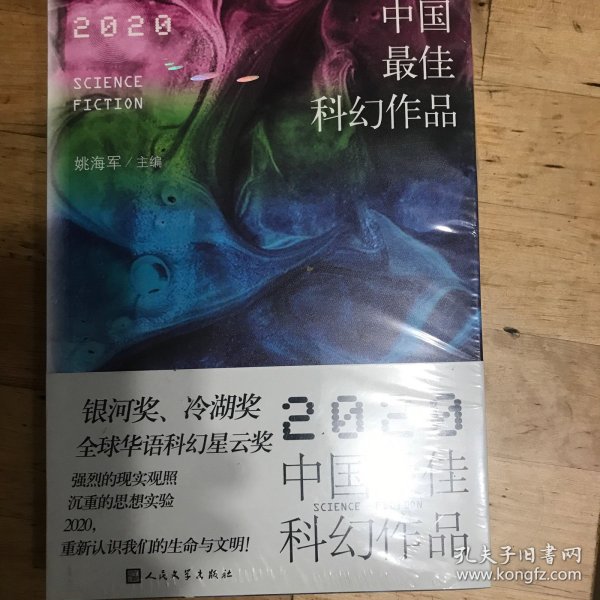 2020
SCIENCE
FICTION
中国
最佳
科幻作品
姚海军／主编
银河奖、冷湖奖
全球华语科幻星云奖
强烈的现实观照
沉重的思想实验
2020，
重新认识我们的生命与文明！
人民文学出版社
2020
中国 佳
SCIENCE FICTION
科幻作品
孔夫子旧书网
www.kongfz.com